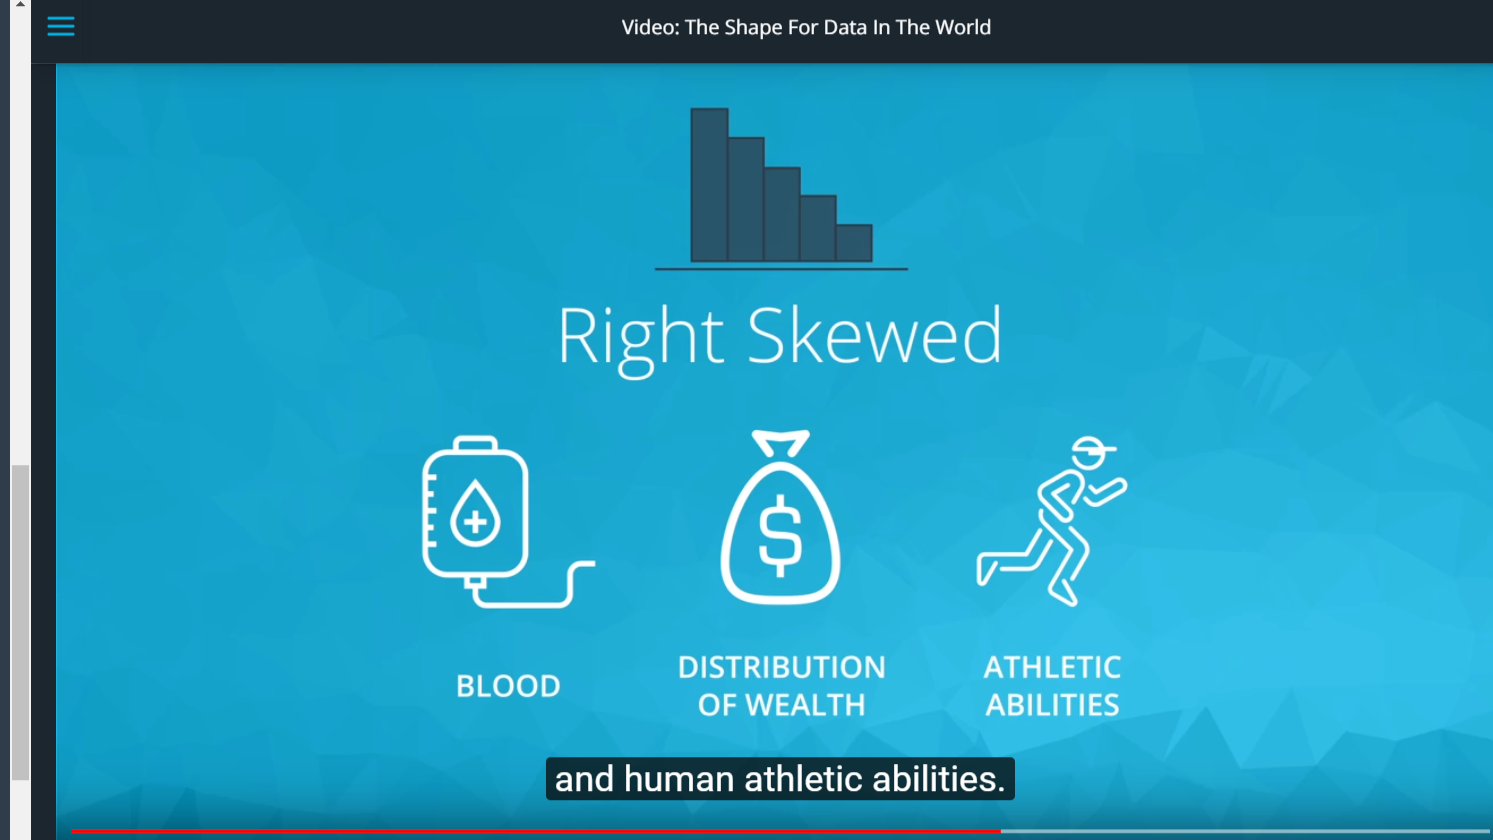 Video: The Shape For Data In The World
Right Skewed
$
BLOOD
DISTRIBUTION
OF WEALTH
ATHLETIC
ABILITIES
and human athletic abilities.